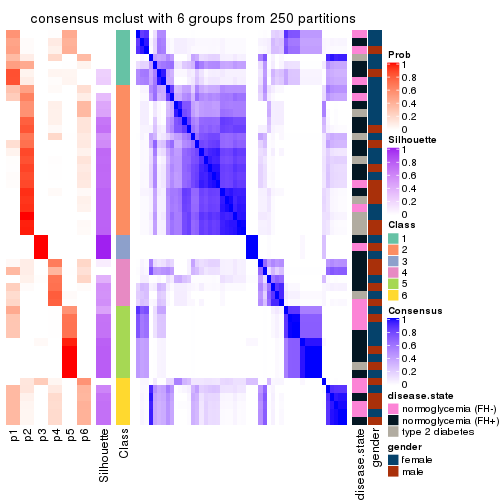 consensus mclust with 6 groups from 250 partitions
Prob
1
0.8
0.6
0.4
0.2
0
Silhouette
1
0.8
0.6
0.4
0.2
0
Class
1
2
3
4
5
6
Consensus
1
0.8
0.6
0.4
0.2
0
disease.state
normoglycemia (FH-)
normoglycemia (FH+)
type 2 diabetes
gender
female
male
p1
p2
p3
p4
p5
p6
Silhouette
Class
disease.state
gender